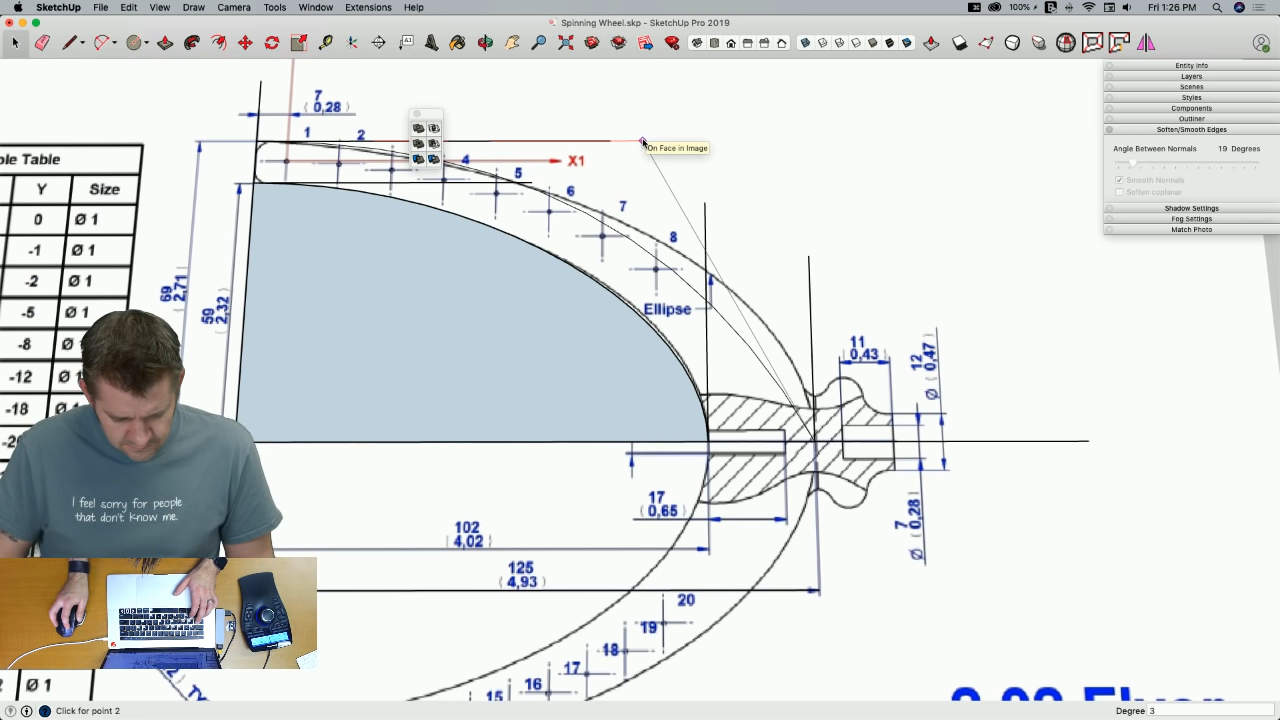 SketchUp File Edit View Draw Camera Tools Window Extensions Help
100% Fri 1:26 PM
Spinning Wheel.skp - SketchUp Pro 2019
Entity Info
Layers
Scenes
Styles
Components
Outliner
Soften/Smooth Edges
Angle Between Normals 19 Degrees
Smooth Normals
Soften coplanar
Shadow Settings
Fog Settings
Match Photo
7
( 0,28)
1
2
On Face in Image
X1
4
5
6
7
8
ole Table
Y Size
0 Ø 1
-1 Ø 1
-2 Ø 1
-5 Ø 1
-8 Ø
-12 Ø
-18
69
2,71
59
2,32
Ellipse
11
( 0,43)
12
Ø ( 0,47
17
( 0,65)
7
Ø ( 0,28)
102
( 4,02 )
125
( 4,93 )
20
19
18
17
16
15
Ø 1
I feel sorry for people
that don't know me.
Click for point 2
Degree 3